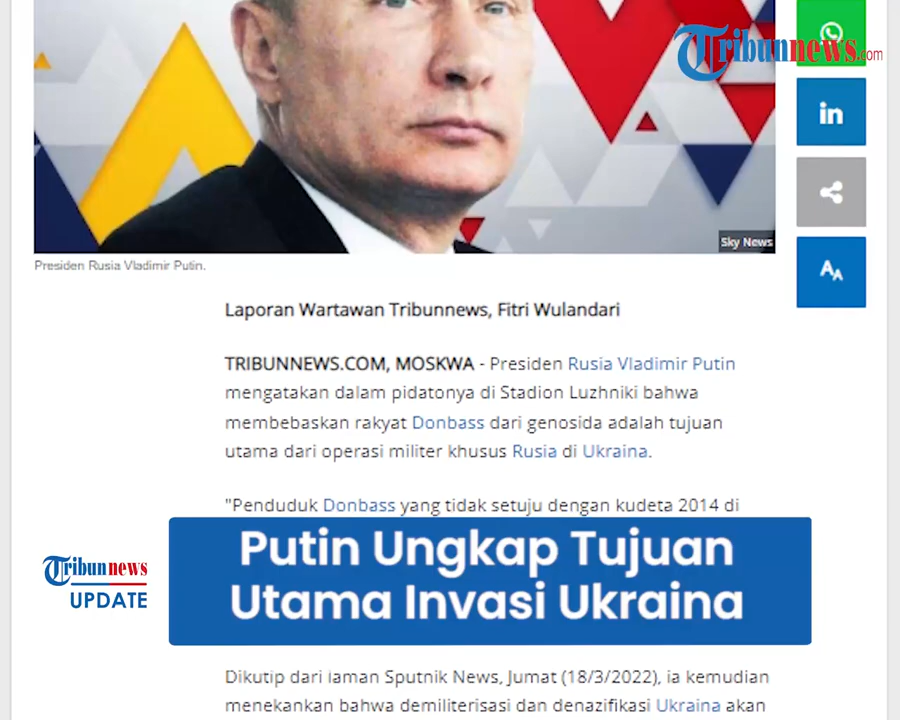 Tribunnews.com
Sky News
Presiden Rusia Vladimir Putin.
Laporan Wartawan Tribunnews, Fitri Wulandari
TRIBUNNEWS.COM, MOSKWA - Presiden Rusia Vladimir Putin
mengatakan dalam pidatonya di Stadion Luzhniki bahwa
membebaskan rakyat Donbass dari genosida adalah tujuan
utama dari operasi militer khusus Rusia di Ukraina.
"Penduduk Donbass yang tidak setuju dengan kudeta 2014 di
Putin Ungkap Tujuan
Utama Invasi Ukraina
Tribunnews
UPDATE
Dikutip dari laman Sputnik News, Jumat (18/3/2022), ia kemudian
menekankan bahwa demiliterisasi dan denazifikasi Ukraina akan
in
AA